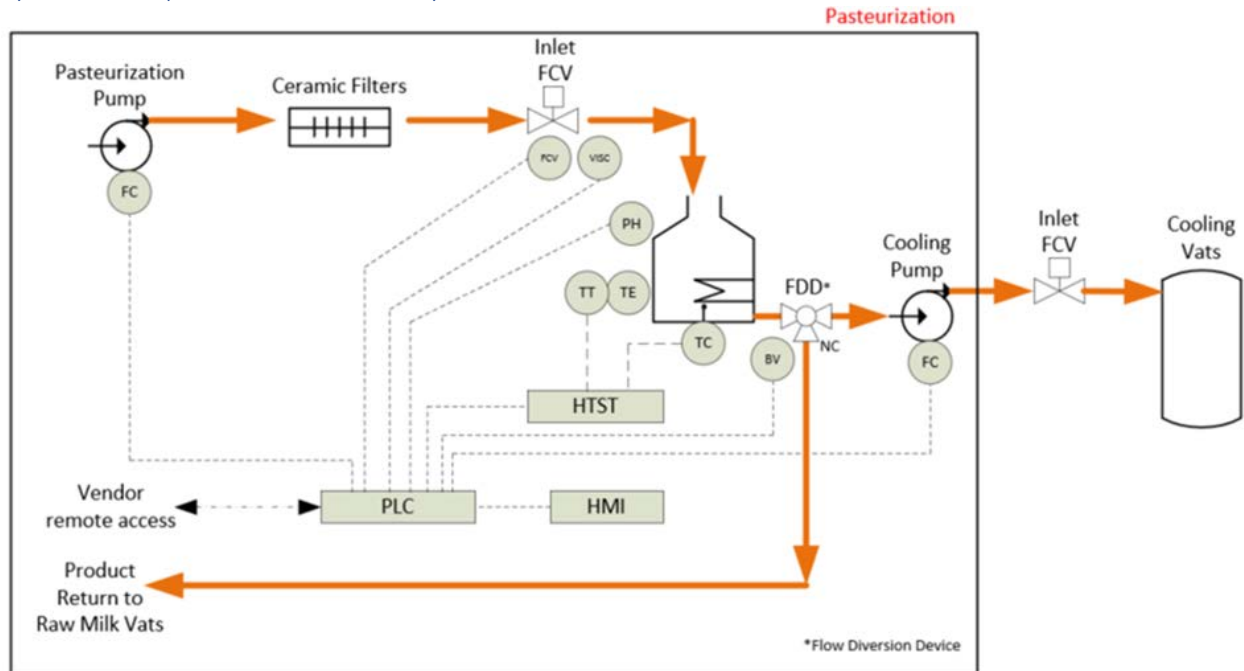 Pasteurization
Pasteurization
Pump
Ceramic Filters
Inlet
FCV
FCV
VISC
FC
PH
TT
TE
TC
FDD*
NC
BV
Cooling
Pump
FC
Inlet
FCV
Cooling
Vats
HTST
PLC
HMI
Vendor
remote access
Product
Return to
Raw Milk Vats
*Flow Diversion Device